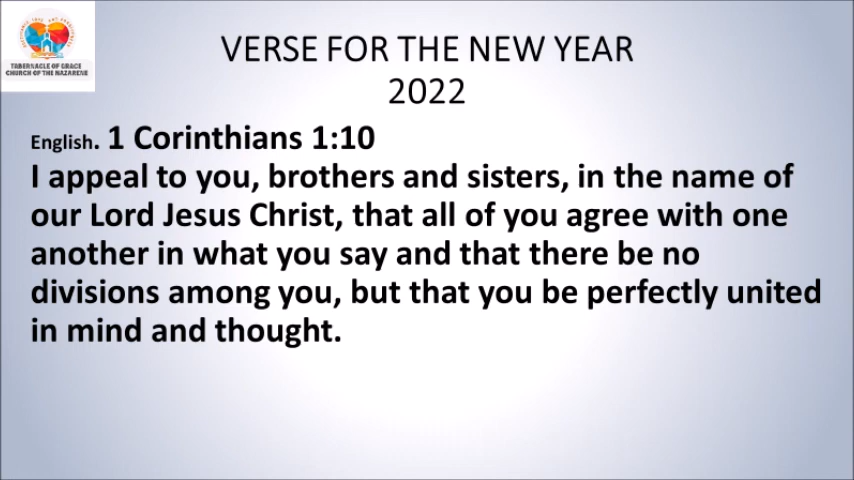 TABERNACLE OF GRACE
CHURCH OF THE NAZARENE
VERSE FOR THE NEW YEAR
2022
English. 1 Corinthians 1:10
I appeal to you, brothers and sisters, in the name of
our Lord Jesus Christ, that all of you agree with one
another in what you say and that there be no
divisions among you, but that you be perfectly united
in mind and thought.